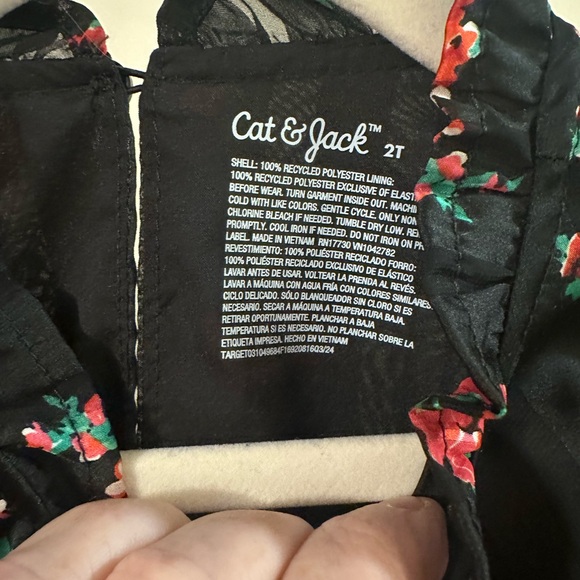 Cat & Jack™ 2T
SHELL: 100% RECYCLED POLYESTER LINING:
100% RECYCLED POLYESTER EXCLUSIVE OF ELAST
BEFORE WEAR. TURN GARMENT INSIDE OUT. MACHI
COLD WITH LIKE COLORS. GENTLE CYCLE. ONLY NON
CHLORINE BLEACH IF NEEDED. TUMBLE DRY LOW. RE
PROMPTLY. COOL IRON IF NEEDED. DO NOT IRON ON PR
LABEL. MADE IN VIETNAM RN17730 VN1042782
REVESTIMIENTO: 100% POLIÉSTER RECICLADO FORRO:
100% POLIÉSTER RECICLADO EXCLUSIVO DE ELÁSTICO
LAVAR ANTES DE USAR. VOLTEAR LA PRENDA AL REVÉS.
LAVAR A MÁQUINA CON AGUA FRÍA CON COLORES SIMILARES
CICLO DELICADO. SÓLO BLANQUEADOR SIN CLORO SI ES
NECESARIO. SECAR A MÁQUINA A TEMPERATURA BAJA.
RETIRAR OPORTUNAMENTE. PLANCHAR A BAJA
TEMPERATURA SI ES NECESARIO. NO PLANCHAR SOBRE LA
ETIQUETA IMPRESA. HECHO EN VIETNAM
TARGET031049684F16920816Q3/24